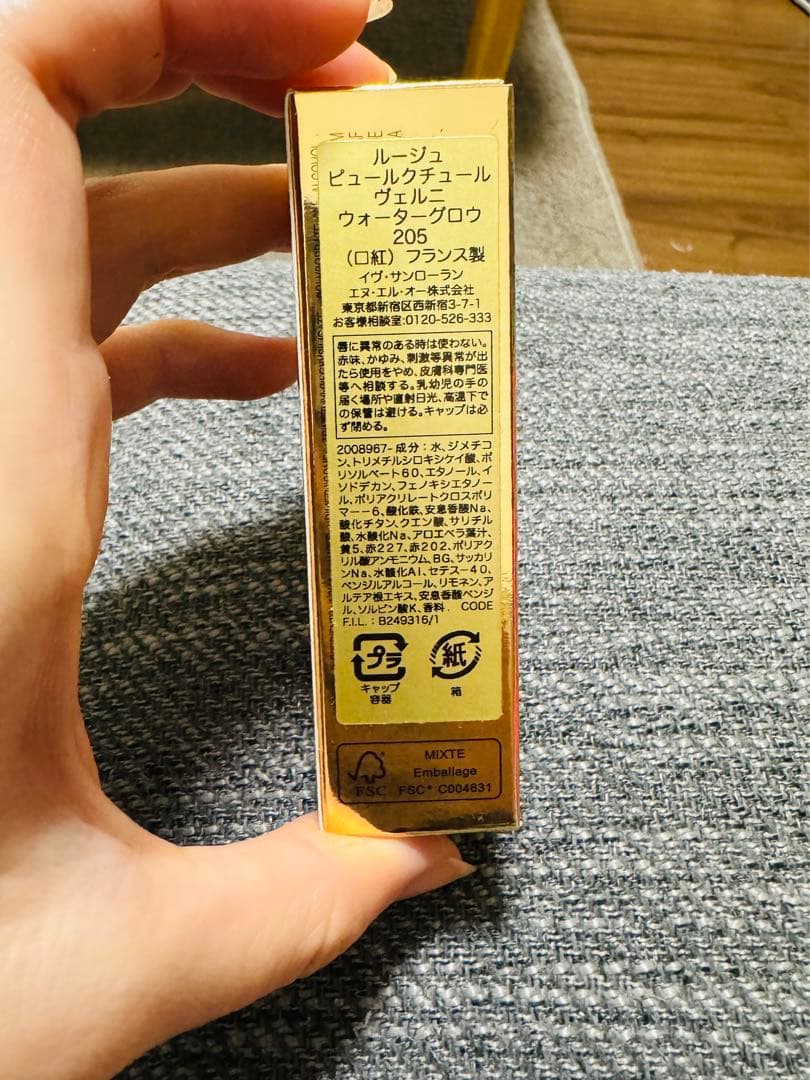 ルージュ
ピュールクチュール
ヴェルニ
ウォーターグロウ
205
（口紅）フランス製
イヴ・サンローラン
エヌ・エル・オー株式会社
東京都新宿区西新宿3-7-1
お客様相談室:0120-526-333
唇に異常のある時は使わない。
赤味、かゆみ、刺激等異常が出
たら使用をやめ、皮膚科専門医
等へ相談する。乳幼児の手の
届く場所や直射日光、高温下で
の保管は避ける。キャップは必
ず閉める。
2008967- 成分：水、ジメチコ
ン、トリメチルシロキシケイ酸、ポ
リソルベート60、エタノール、イ
ソドデカン、フェノキシエタノ
ール、ポリアクリレートクロスポリ
マー－6、酸化鉄、安息香酸Na、
酸化チタン、クエン酸、サリチル
酸、水酸化Na、アロエベラ葉汁、
黄5、赤227、赤202、ポリアク
リル酸アンモニウム、BG、サッカリ
ンNa、水酸化Al、セテス－40、
ベンジルアルコール、リモネン、ア
ルテア根エキス、安息香酸ベンジ
ル、ソルビン酸K、香料． CODE
F.I.L.：B249316/1
プラ
キャップ
容器
紙
箱
MIXTE
Emballage
FSC
FSC® C004631